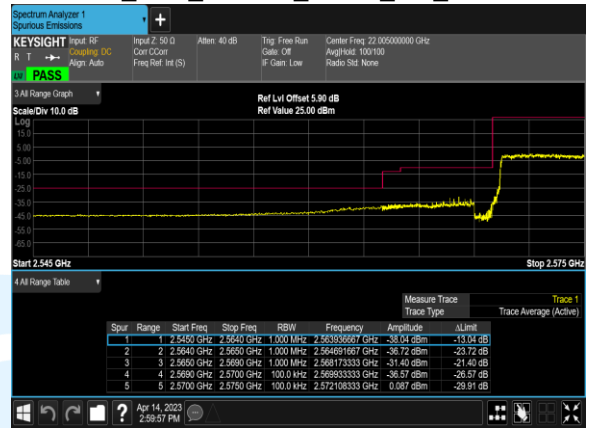 Spectrum Analyzer 1
Spurious Emissions
KEYSIGHT Input: RF Input Z: 50 Ω Atten: 40 dB Trig: Free Run Center Freq: 22.005000000 GHz
R T Coupling: DC Corr CCorr Gate: Off Avg|Hold: 100/100
Align: Auto Freq Ref: Int (S) IF Gain: Low Radio Std: None
PASS
3 All Range Graph
Scale/Div 10.0 dB Ref Lvl Offset 5.90 dB
Ref Value 25.00 dBm
Log
15.0
5.00
-5.00
-15.0
-25.0
-35.0
-45.0
-55.0
-65.0
Start 2.545 GHz Stop 2.575 GHz
4 All Range Table
Measure Trace Trace 1
Trace Type Trace Average (Active)
Spur Range Start Freq Stop Freq RBW Frequency Amplitude ΔLimit
1 1 2.5450 GHz 2.5640 GHz 1.000 MHz 2.563936667 GHz -38.04 dBm -13.04 dB
2 2 2.5640 GHz 2.5650 GHz 1.000 MHz 2.564691667 GHz -36.72 dBm -23.72 dB
3 3 2.5650 GHz 2.5690 GHz 1.000 MHz 2.568173333 GHz -31.40 dBm -21.40 dB
4 4 2.5690 GHz 2.5700 GHz 100.0 kHz 2.569933333 GHz -36.57 dBm -26.57 dB
5 5 2.5700 GHz 2.5750 GHz 100.0 kHz 2.572108333 GHz 0.087 dBm -29.91 dB
? Apr 14, 2023
2:59:57 PM